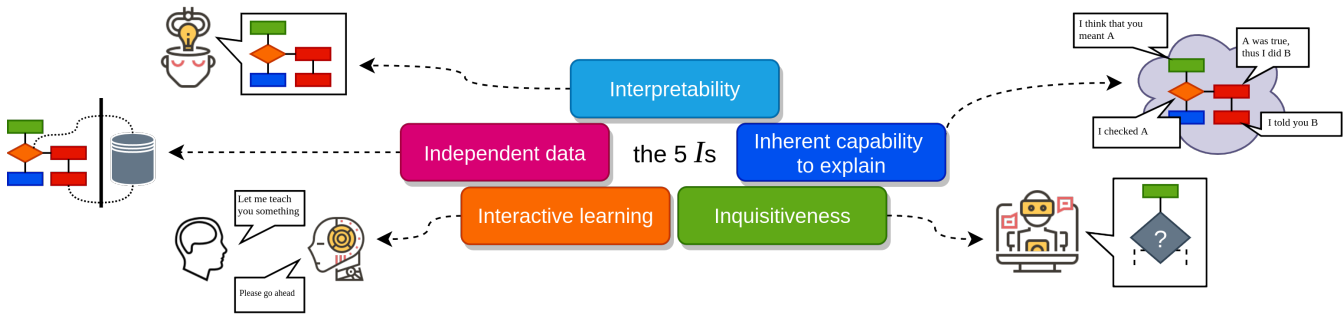 I think that you
meant A
A was true,
thus I did B
I checked A
I told you B
Interpretability
Independent data
the 5 Is
Inherent capability
to explain
Interactive learning
Inquisitiveness
Let me teach
you something
Please go ahead
?